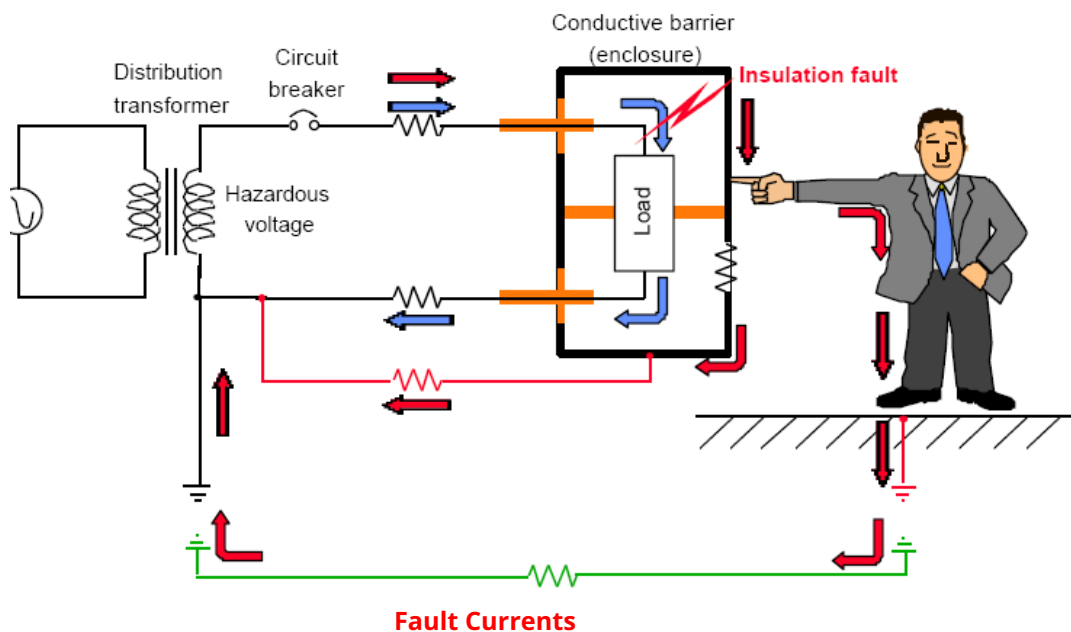 Conductive barrier
(enclosure)
Circuit
breaker
Distribution
transformer
Insulation fault
Hazardous
voltage
Load
Fault Currents